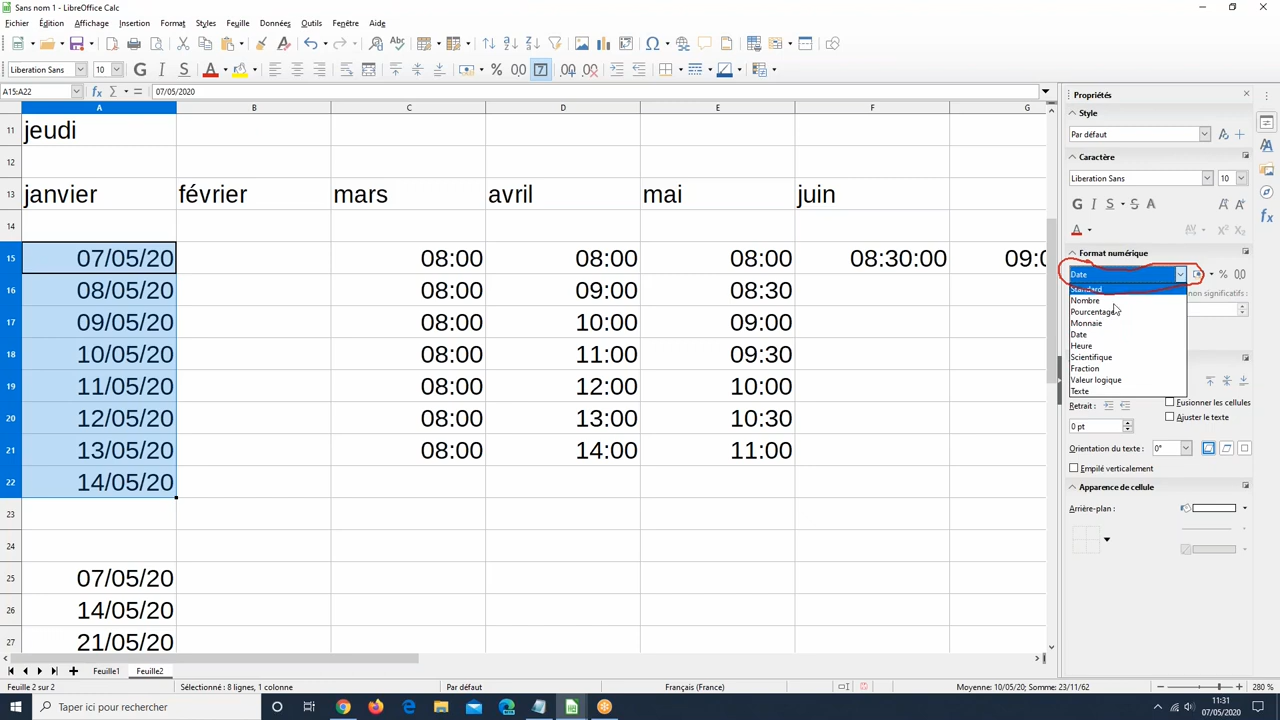 Sans nom 1 - LibreOffice Calc
Fichier Édition Affichage Insertion Format Styles Feuille Données Outils Fenêtre Aide
Liberation Sans 10
A15:A22 07/05/2020
A B C D E F G
11 jeudi
12
13 janvier février mars avril mai juin
14
15 07/05/20 08:00 08:00 08:00 08:30:00 09:0
16 08/05/20 08:00 09:00 08:30
17 09/05/20 08:00 10:00 09:00
18 10/05/20 08:00 11:00 09:30
19 11/05/20 08:00 12:00 10:00
20 12/05/20 08:00 13:00 10:30
21 13/05/20 08:00 14:00 11:00
22 14/05/20
23
24
25 07/05/20
26 14/05/20
27 21/05/20
Propriétés
Style
Par défaut
Caractère
Liberation Sans 10
Format numérique
Date
Standard
non significatifs :
Nombre
Pourcentage
Monnaie
Date
Heure
Scientifique
Fraction
Valeur logique
Texte
Fusionner les cellules
Retrait :
Ajuster le texte
0 pt
Orientation du texte : 0°
Empilé verticalement
Apparence de cellule
Arrière-plan :
Feuille1 Feuille2
Feuille 2 sur 2 Sélectionné : 8 lignes, 1 colonne Par défaut Français (France) Moyenne: 10/05/20; Somme: 23/11/62 280 %
Taper ici pour rechercher
11:31
07/05/2020